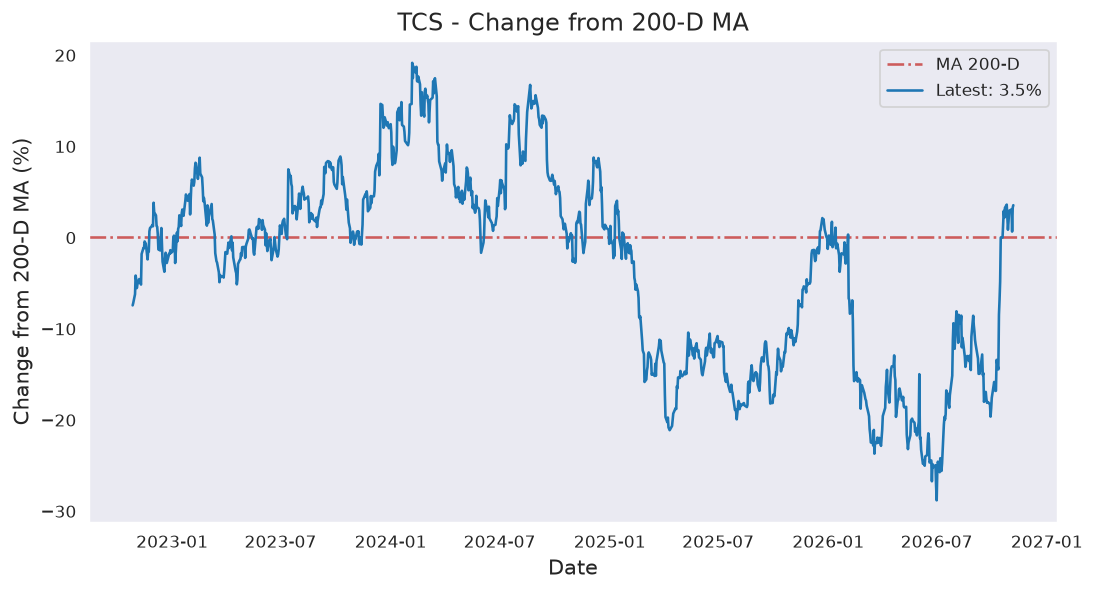 TCS - Change from 200-D MA
MA 200-D
Latest: 3.5%
Change from 200-D MA (%)
20
10
0
−10
−20
−30
2023-01 2023-07 2024-01 2024-07 2025-01 2025-07 2026-01 2026-07 2027-01
Date